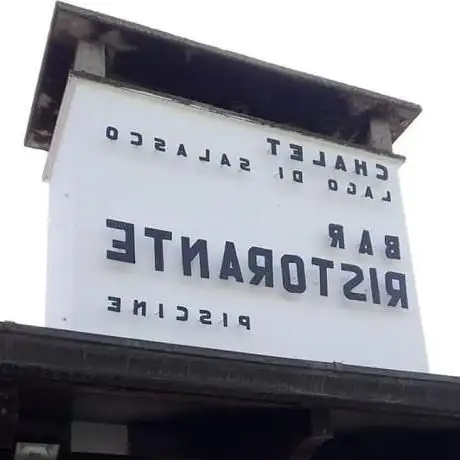 CHALET
LAGO DI SALASCO
BAR
RISTORANTE
PISCINE